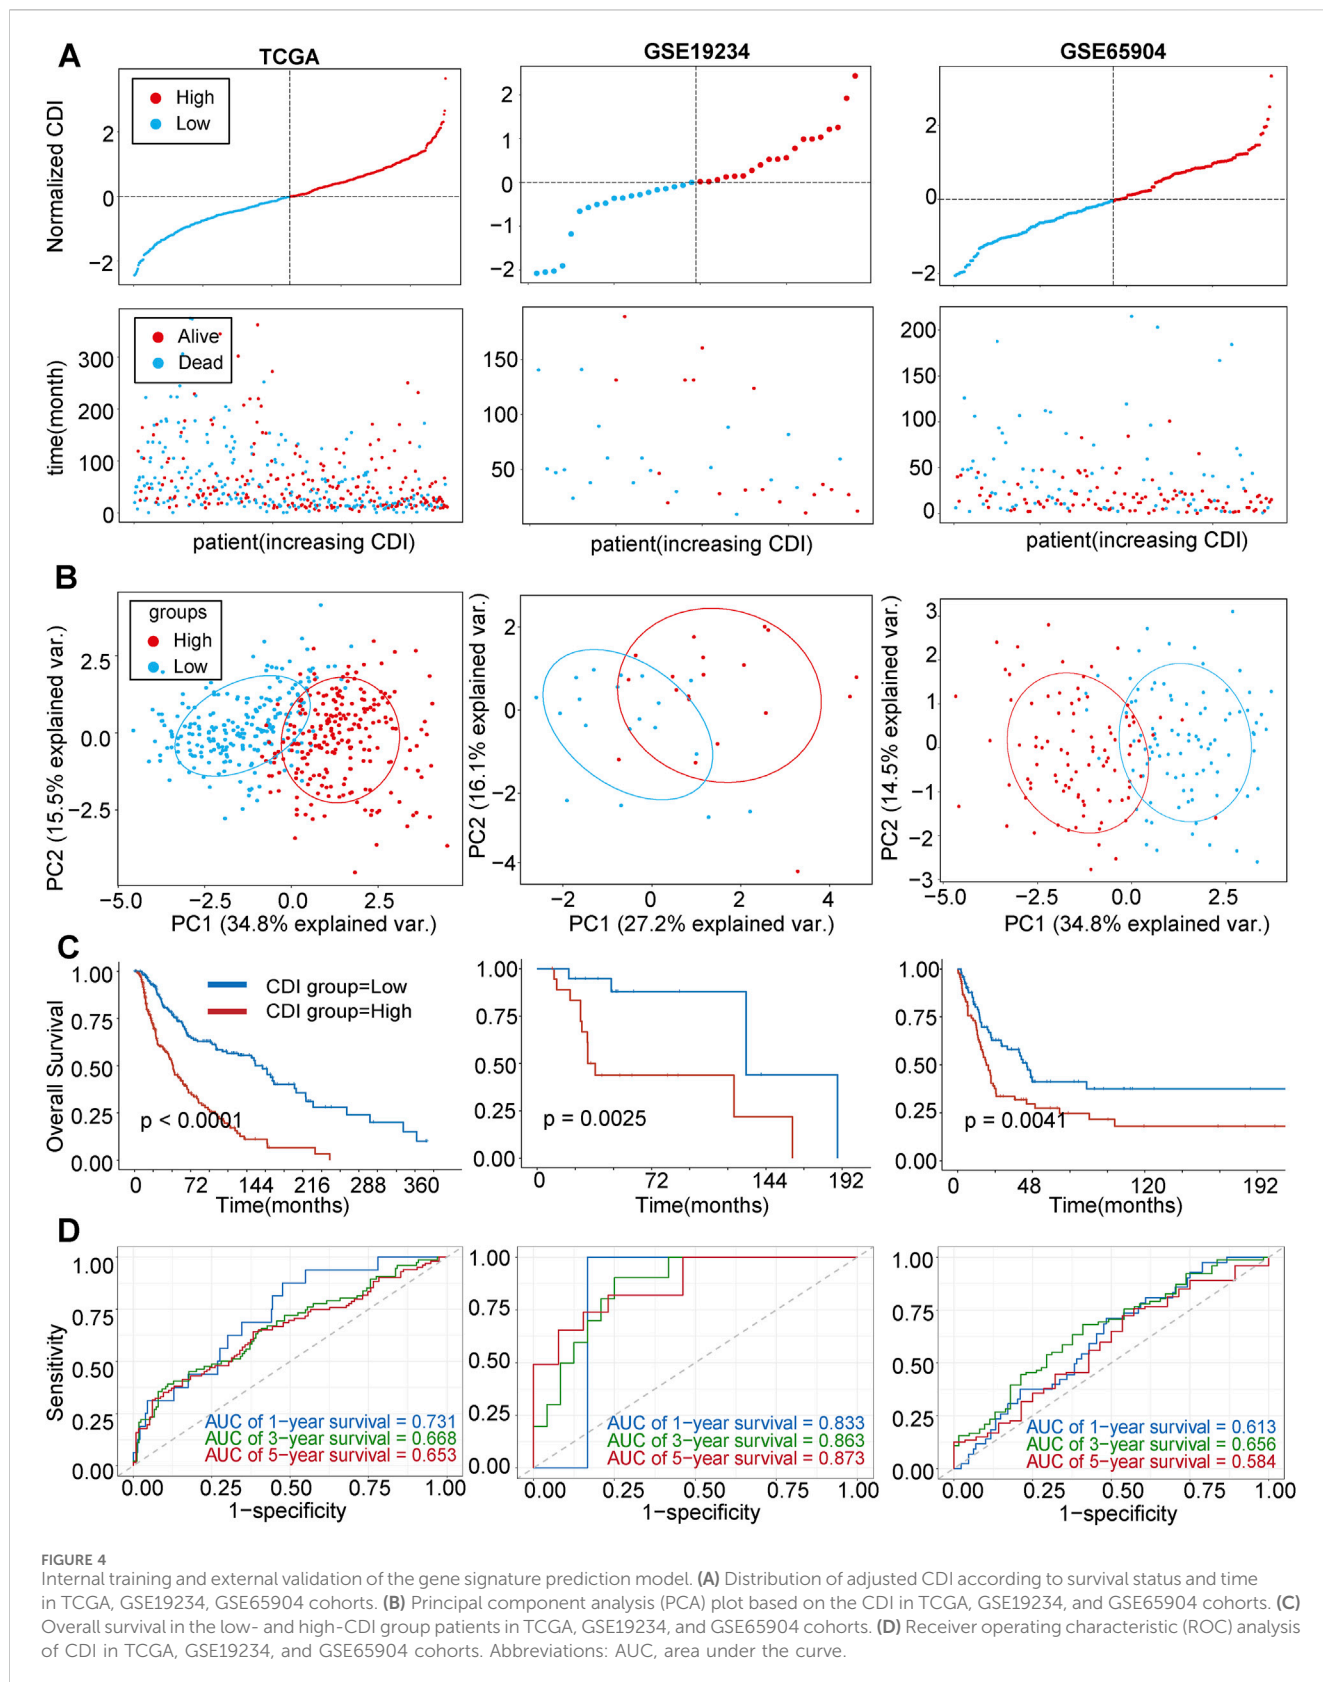 A
TCGA
GSE19234
GSE65904
Normalized CDI
High
Low
2
0
−2
2
1
0
−1
−2
2
0
−2
time(month)
Alive
Dead
300
200
100
0
150
100
50
200
150
100
50
0
patient(increasing CDI)
patient(increasing CDI)
patient(increasing CDI)
B
PC2 (15.5% explained var.)
groups
High
Low
2.5
0.0
−2.5
−5.0 −2.5 0.0 2.5
PC1 (34.8% explained var.)
PC2 (16.1% explained var.)
2
0
−2
−4
−2 0 2 4
PC1 (27.2% explained var.)
PC2 (14.5% explained var.)
3
2
1
0
−1
−2
−3
−5.0 −2.5 0.0 2.5
PC1 (34.8% explained var.)
C
Overall Survival
1.00
0.75
0.50
0.25
0.00
CDI group=Low
CDI group=High
p < 0.0001
0 72 144 216 288 360
Time(months)
1.00
0.75
0.50
0.25
0.00
p = 0.0025
0 72 144 192
Time(months)
1.00
0.75
0.50
0.25
0.00
p = 0.0041
0 48 120 192
Time(months)
D
Sensitivity
1.00
0.75
0.50
0.25
0.00
AUC of 1−year survival = 0.731
AUC of 3−year survival = 0.668
AUC of 5−year survival = 0.653
0.00 0.25 0.50 0.75 1.00
1−specificity
1.00
0.75
0.50
0.25
0.00
AUC of 1−year survival = 0.833
AUC of 3−year survival = 0.863
AUC of 5−year survival = 0.873
0.00 0.25 0.50 0.75 1.00
1−specificity
1.00
0.75
0.50
0.25
0.00
AUC of 1−year survival = 0.613
AUC of 3−year survival = 0.656
AUC of 5−year survival = 0.584
0.00 0.25 0.50 0.75 1.00
1−specificity
FIGURE 4
Internal training and external validation of the gene signature prediction model. (A) Distribution of adjusted CDI according to survival status and time
in TCGA, GSE19234, GSE65904 cohorts. (B) Principal component analysis (PCA) plot based on the CDI in TCGA, GSE19234, and GSE65904 cohorts. (C)
Overall survival in the low- and high-CDI group patients in TCGA, GSE19234, and GSE65904 cohorts. (D) Receiver operating characteristic (ROC) analysis
of CDI in TCGA, GSE19234, and GSE65904 cohorts. Abbreviations: AUC, area under the curve.